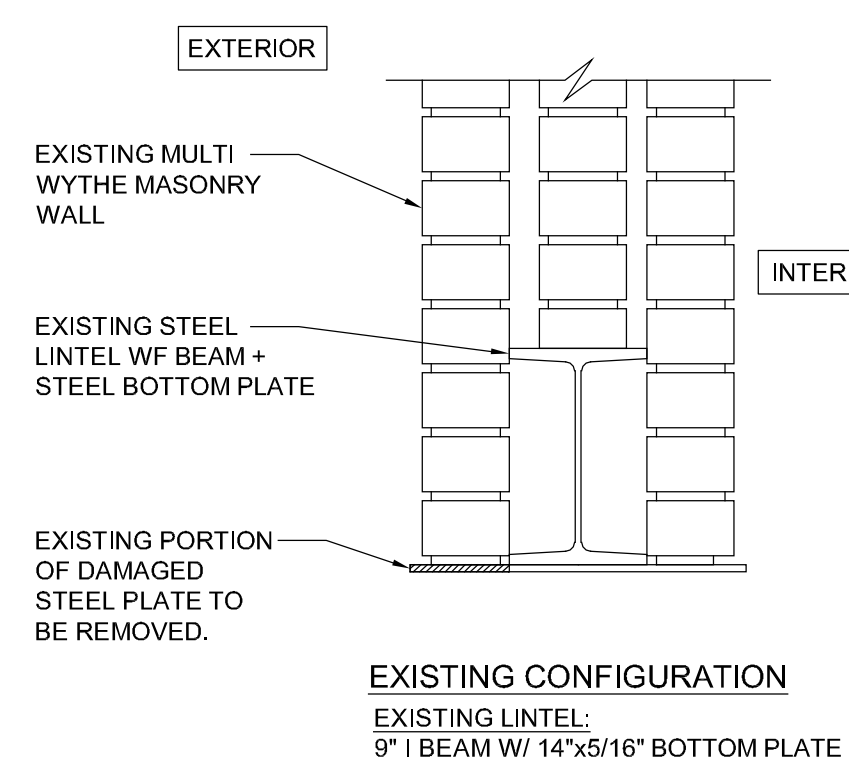 EXTERIOR
EXISTING MULTI
WYTHE MASONRY
WALL
INTER
EXISTING STEEL
LINTEL WF BEAM +
STEEL BOTTOM PLATE
EXISTING PORTION
OF DAMAGED
STEEL PLATE TO
BE REMOVED.
EXISTING CONFIGURATION
EXISTING LINTEL:
9" I BEAM W/ 14"x5/16" BOTTOM PLATE